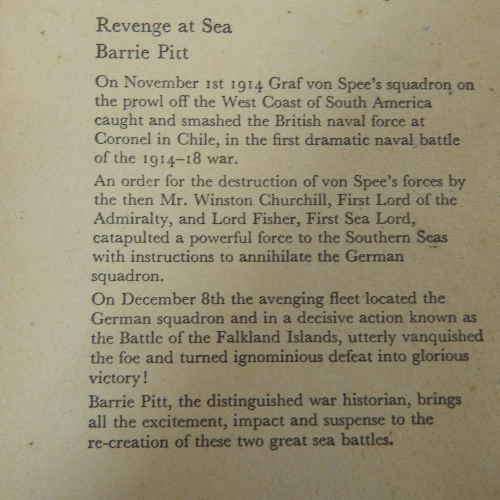 Revenge at Sea
Barrie Pitt
On November 1st 1914 Graf von Spee's squadron on
the prowl off the West Coast of South America
caught and smashed the British naval force at
Coronel in Chile, in the first dramatic naval battle
of the 1914–18 war.
An order for the destruction of von Spee's forces by
the then Mr. Winston Churchill, First Lord of the
Admiralty, and Lord Fisher, First Sea Lord,
catapulted a powerful force to the Southern Seas
with instructions to annihilate the German
squadron.
On December 8th the avenging fleet located the
German squadron and in a decisive action known as
the Battle of the Falkland Islands, utterly vanquished
the foe and turned ignominious defeat into glorious
victory!
Barrie Pitt, the distinguished war historian, brings
all the excitement, impact and suspense to the
re-creation of these two great sea battles.